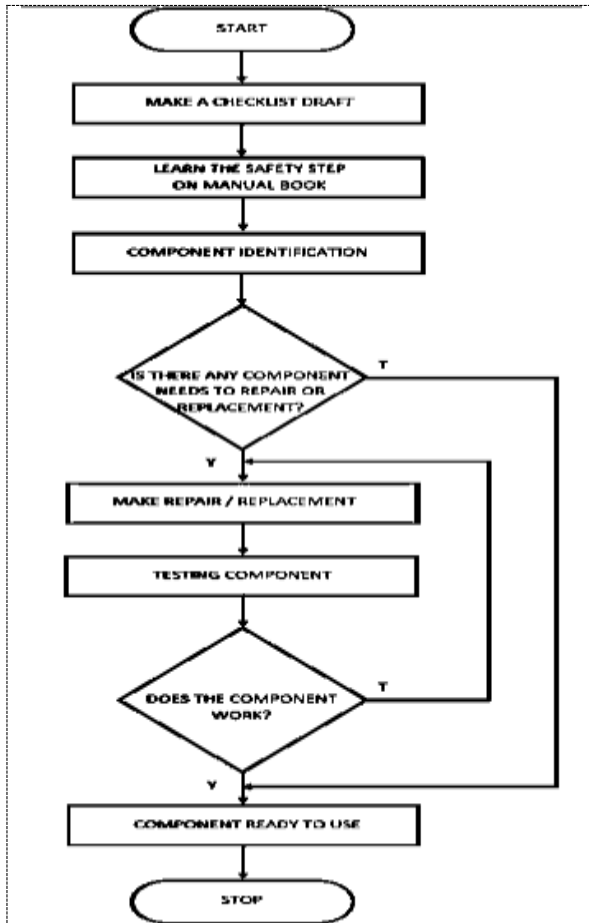 START
MAKE A CHECKLIST DRAFT
LEARN THE SAFETY STEP
ON MANUAL BOOK
COMPONENT IDENTIFICATION
IS THERE ANY COMPONENT
NEEDS TO REPAIR OR
REPLACEMENT?
T
Y
MAKE REPAIR / REPLACEMENT
TESTING COMPONENT
DOES THE COMPONENT
WORK?
T
Y
COMPONENT READY TO USE
STOP